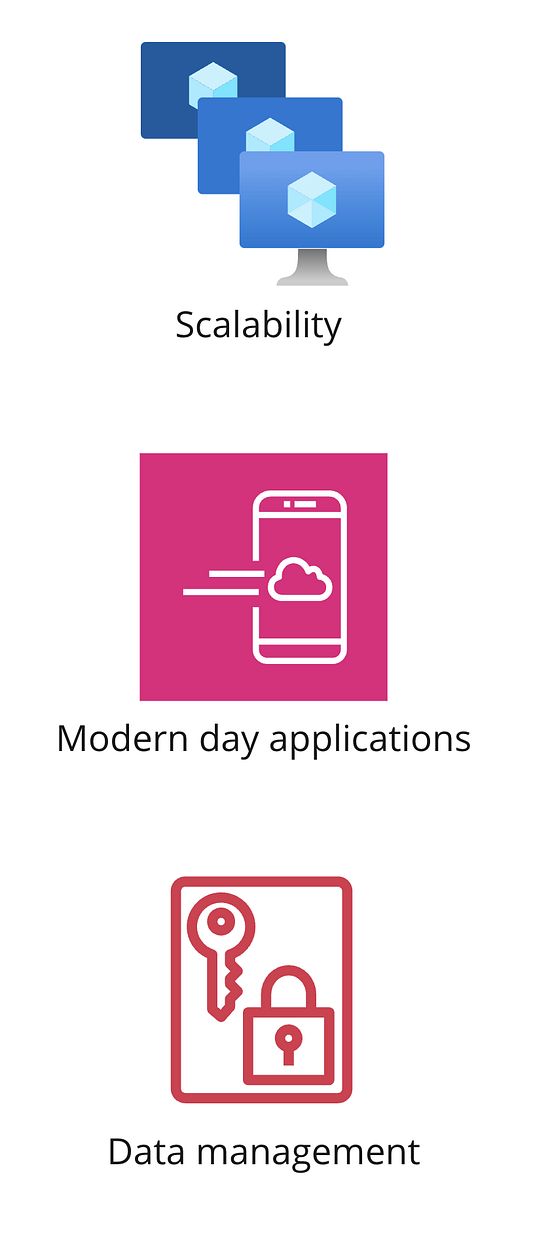 Scalability
Modern day applications
Data management